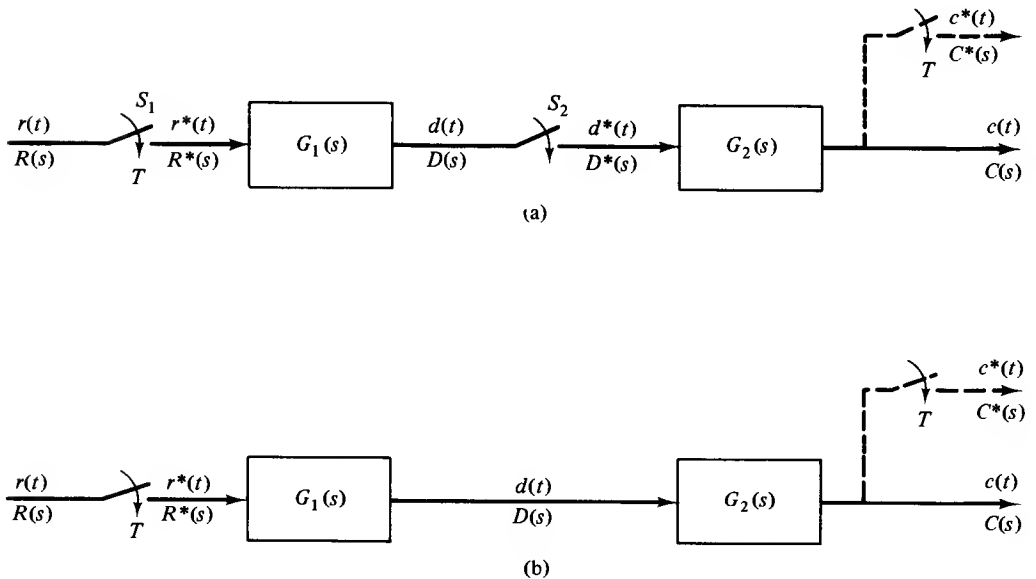 c*(t)
C*(s)
T
S1
S2
r(t)
r*(t)
G1(s)
d(t)
d*(t)
G2(s)
c(t)
R(s)
T
R*(s)
D(s)
T
D*(s)
C(s)
(a)
c*(t)
C*(s)
T
r(t)
r*(t)
G1(s)
d(t)
G2(s)
c(t)
R(s)
T
R*(s)
D(s)
C(s)
(b)